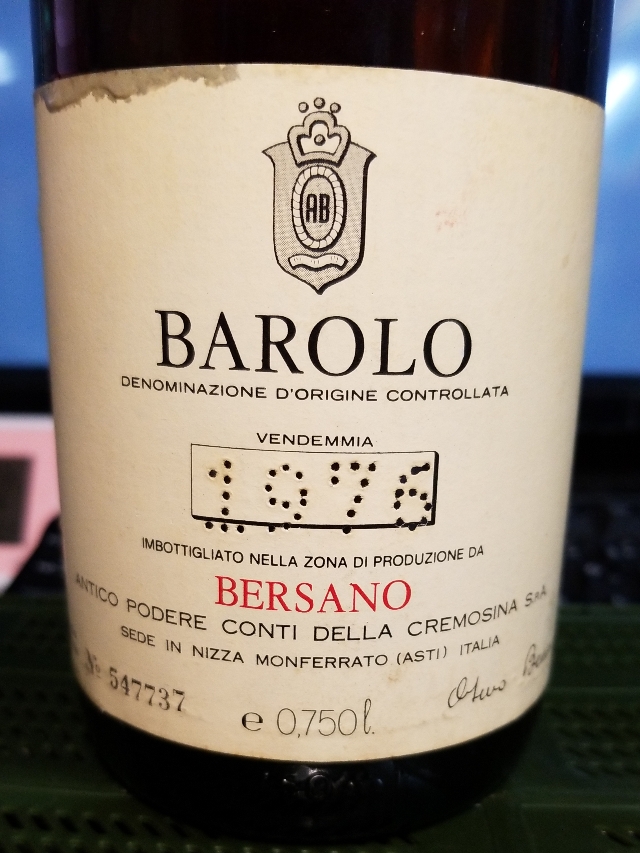 AB
BAROLO
DENOMINAZIONE D'ORIGINE CONTROLLATA
VENDEMMIA
1976
IMBOTTIGLIATO NELLA ZONA DI PRODUZIONE DA
BERSANO
ANTICO PODERE CONTI DELLA CREMOSINA S.P.A.
SEDE IN NIZZA MONFERRATO (ASTI) ITALIA
№ 547737
e 0,750 l.